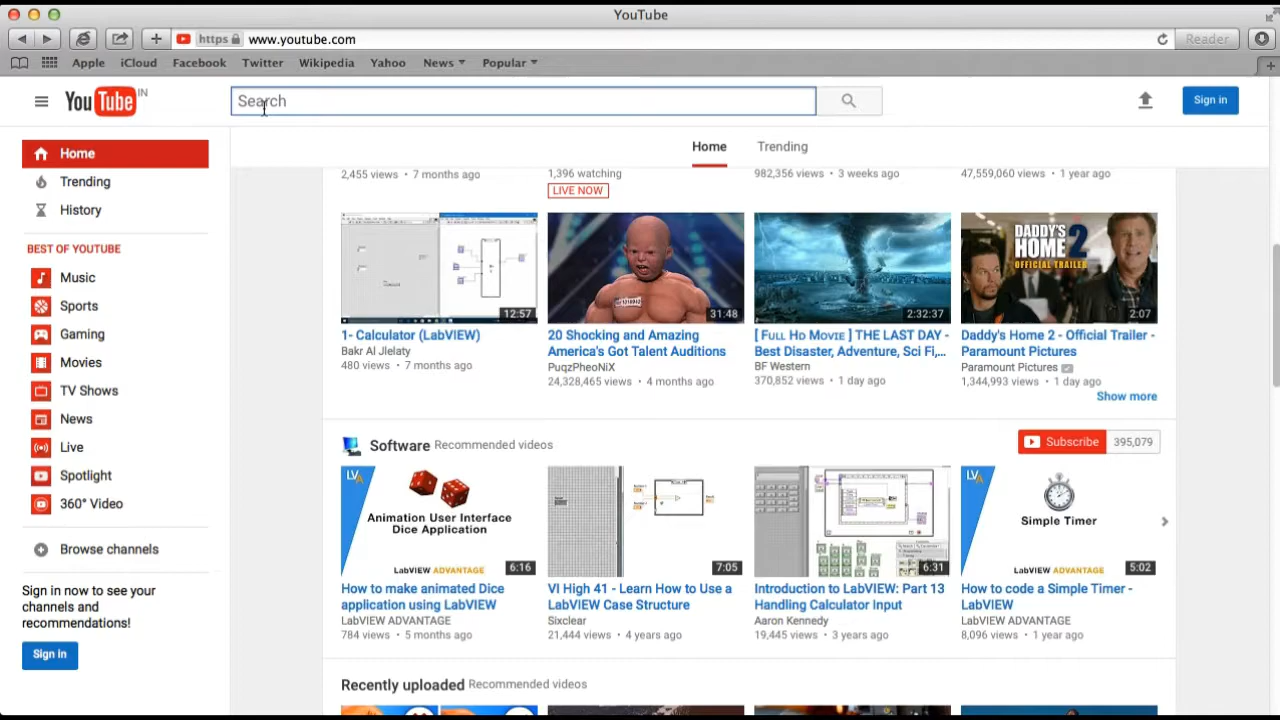 YouTube
https www.youtube.com
Reader
Apple iCloud Facebook Twitter Wikipedia Yahoo News Popular
YouTube IN
Search
Sign in
Home Trending
Home
Trending
History
BEST OF YOUTUBE
Music
Sports
Gaming
Movies
TV Shows
News
Live
Spotlight
360° Video
Browse channels
Sign in now to see your
channels and
recommendations!
Sign in
2,455 views • 7 months ago
1,396 watching
LIVE NOW
982,356 views • 3 weeks ago
47,559,060 views • 1 year ago
12:57
1- Calculator (LabVIEW)
Bakr Al Jlelaty
480 views • 7 months ago
31:48
20 Shocking and Amazing
America's Got Talent Auditions
PuqzPheoNiX
24,328,465 views • 4 months ago
2:32:37
[ Full Hd Movie ] THE LAST DAY -
Best Disaster, Adventure, Sci Fi,...
BF Western
370,852 views • 1 day ago
DADDY'S
HOME 2
OFFICIAL TRAILER
2:07
Daddy's Home 2 - Official Trailer -
Paramount Pictures
Paramount Pictures
1,344,993 views • 1 day ago
Show more
Software Recommended videos
Subscribe 395,079
LV
Animation User Interface
Dice Application
LabVIEW ADVANTAGE
6:16
How to make animated Dice
application using LabVIEW
LabVIEW ADVANTAGE
784 views • 5 months ago
7:05
VI High 41 - Learn How to Use a
LabVIEW Case Structure
Sixclear
21,444 views • 4 years ago
6:31
Introduction to LabVIEW: Part 13
Handling Calculator Input
Aaron Kennedy
19,445 views • 3 years ago
LV
Simple Timer
LabVIEW ADVANTAGE
5:02
How to code a Simple Timer -
LabVIEW
LabVIEW ADVANTAGE
8,096 views • 1 year ago
Recently uploaded Recommended videos